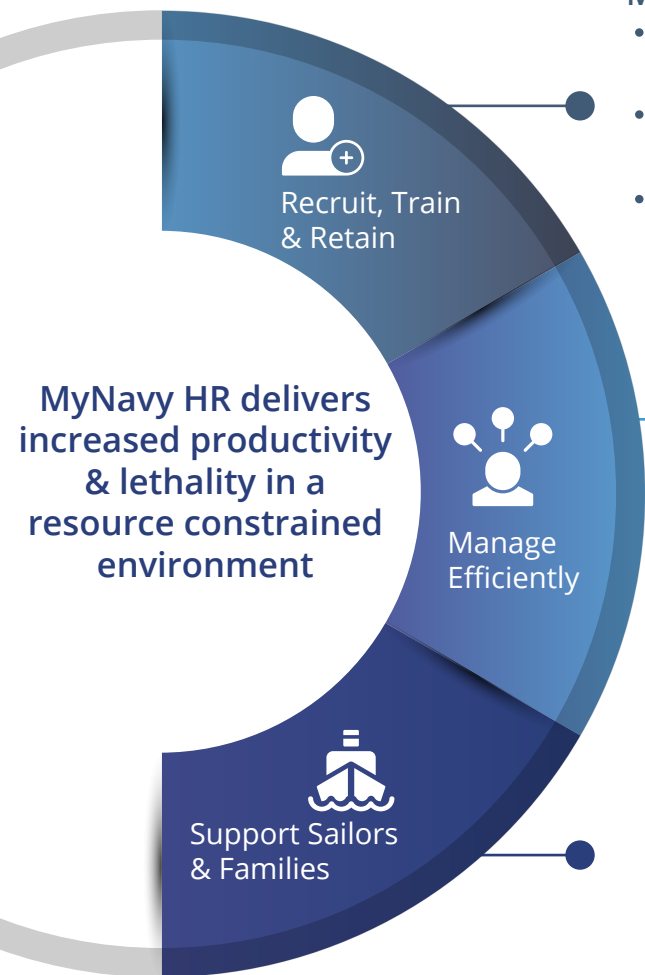 Recruit, Train
& Retain
MyNavy HR delivers
increased productivity
& lethality in a
resource constrained
environment
Manage
Efficiently
Support Sailors
& Families